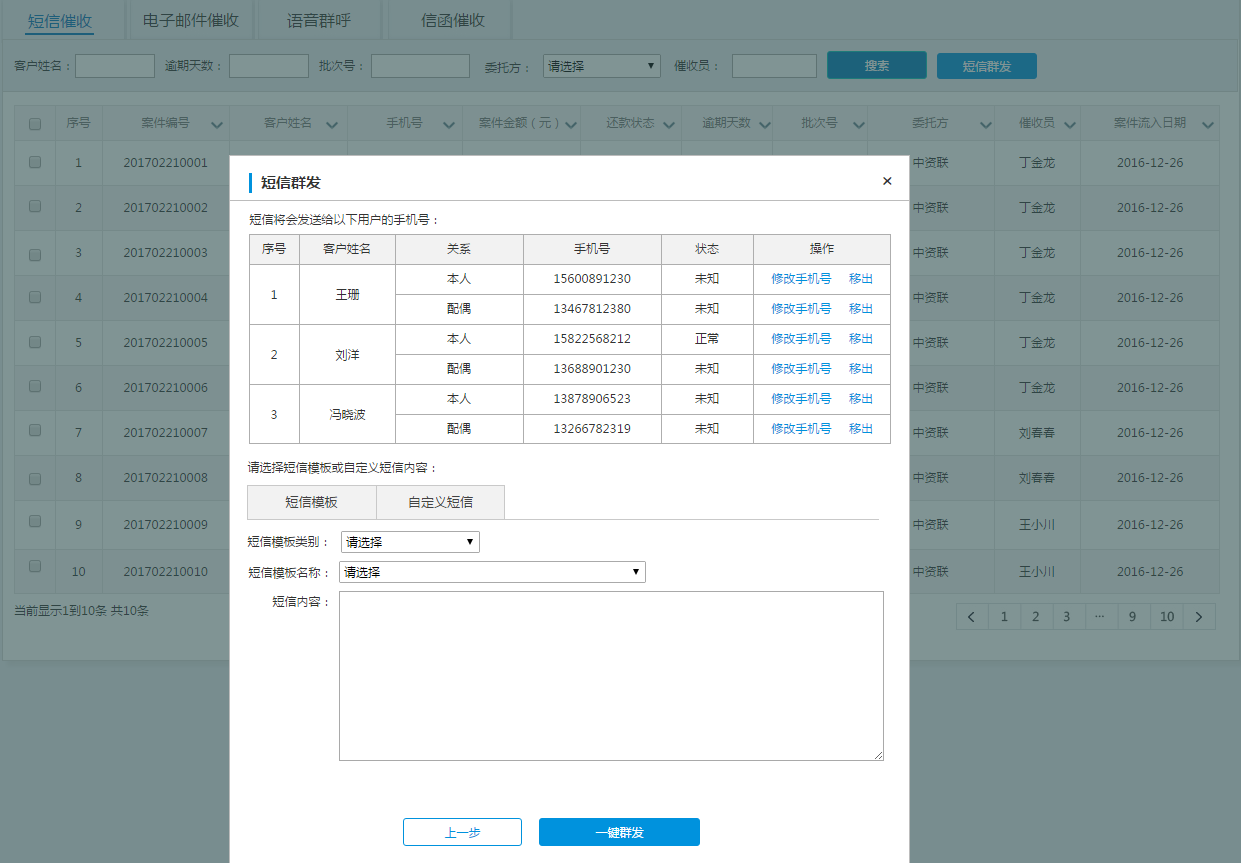 短信催收 电子邮件催收 语音群呼 信函催收
客户姓名： 逾期天数： 批次号： 委托方： 请选择 催收员： 搜索 短信群发
序号 案件编号 客户姓名 手机号 案件金额（元） 还款状态 逾期天数 批次号 委托方 催收员 案件流入日期
1 201702210001 中资联 丁金龙 2016-12-26
2 201702210002 中资联 丁金龙 2016-12-26
3 201702210003 中资联 丁金龙 2016-12-26
4 201702210004 中资联 丁金龙 2016-12-26
5 201702210005 中资联 丁金龙 2016-12-26
6 201702210006 中资联 丁金龙 2016-12-26
7 201702210007 中资联 刘春春 2016-12-26
8 201702210008 中资联 刘春春 2016-12-26
9 201702210009 中资联 王小川 2016-12-26
10 201702210010 中资联 王小川 2016-12-26
当前显示1到10条 共10条
< 1 2 3 ... 9 10 >
短信群发 ×
短信将会发送给以下用户的手机号：
序号 客户姓名 关系 手机号 状态 操作
1 王珊 本人 15600891230 未知 修改手机号 移出
配偶 13467812380 未知 修改手机号 移出
2 刘洋 本人 15822568212 正常 修改手机号 移出
配偶 13688901230 未知 修改手机号 移出
3 冯晓波 本人 13878906523 未知 修改手机号 移出
配偶 13266782319 未知 修改手机号 移出
请选择短信模板或自定义短信内容：
短信模板 自定义短信
短信模板类别： 请选择
短信模板名称： 请选择
短信内容：
上一步 一键群发